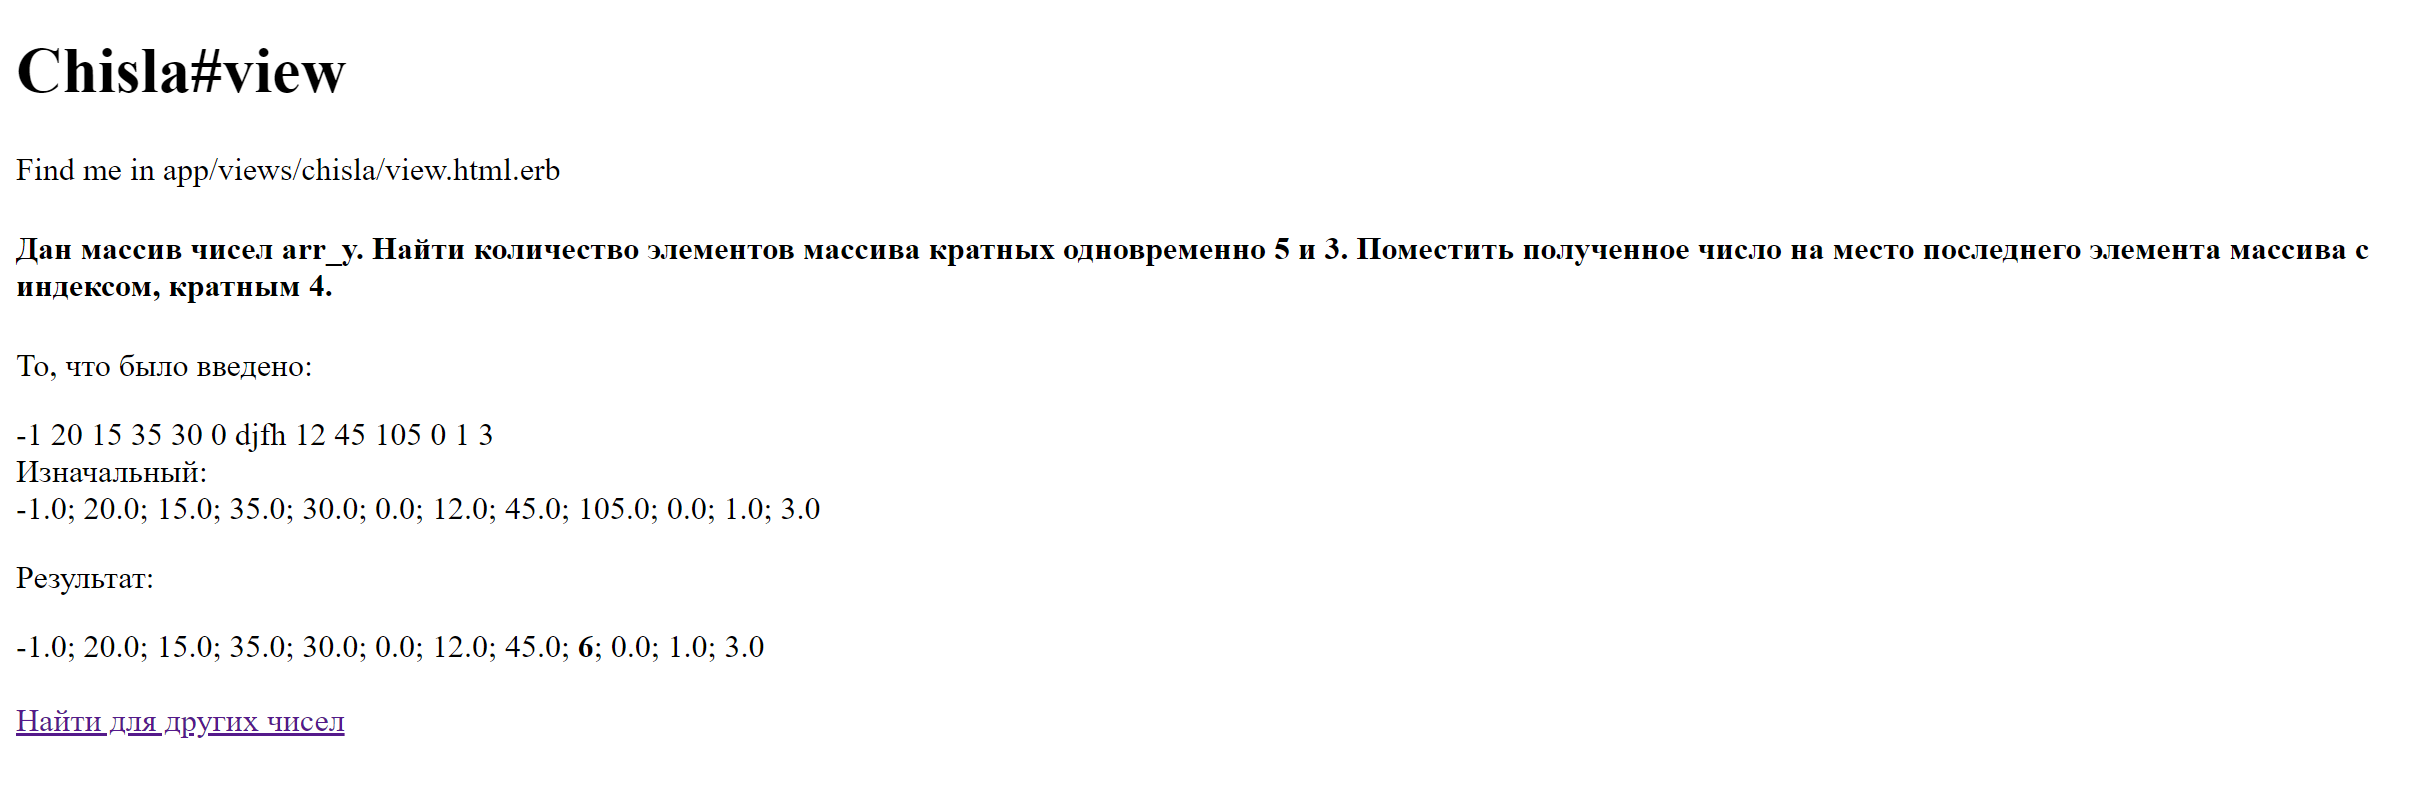 Chisla#view
Find me in app/views/chisla/view.html.erb
Дан массив чисел arr_y. Найти количество элементов массива кратных одновременно 5 и 3. Поместить полученное число на место последнего элемента массива с
индексом, кратным 4.
То, что было введено:
-1 20 15 35 30 0 djfh 12 45 105 0 1 3
Изначальный:
-1.0; 20.0; 15.0; 35.0; 30.0; 0.0; 12.0; 45.0; 105.0; 0.0; 1.0; 3.0
Результат:
-1.0; 20.0; 15.0; 35.0; 30.0; 0.0; 12.0; 45.0; 6; 0.0; 1.0; 3.0
Найти для других чисел